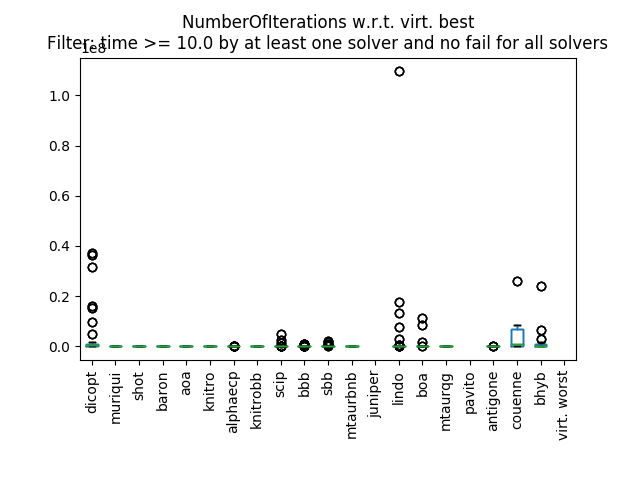 NumberOfIterations w.r.t. virt. best
Filter: time >= 10.0 by at least one solver and no fail for all solvers
1e8
1.0
0.8
0.6
0.4
0.2
0.0
dicopt
muriqui
shot
baron
aoa
knitro
alphaecp
knitrobb
scip
bbb
sbb
mtaurbnb
juniper
lindo
boa
mtaurqg
pavito
antigone
couenne
bhyb
virt. worst